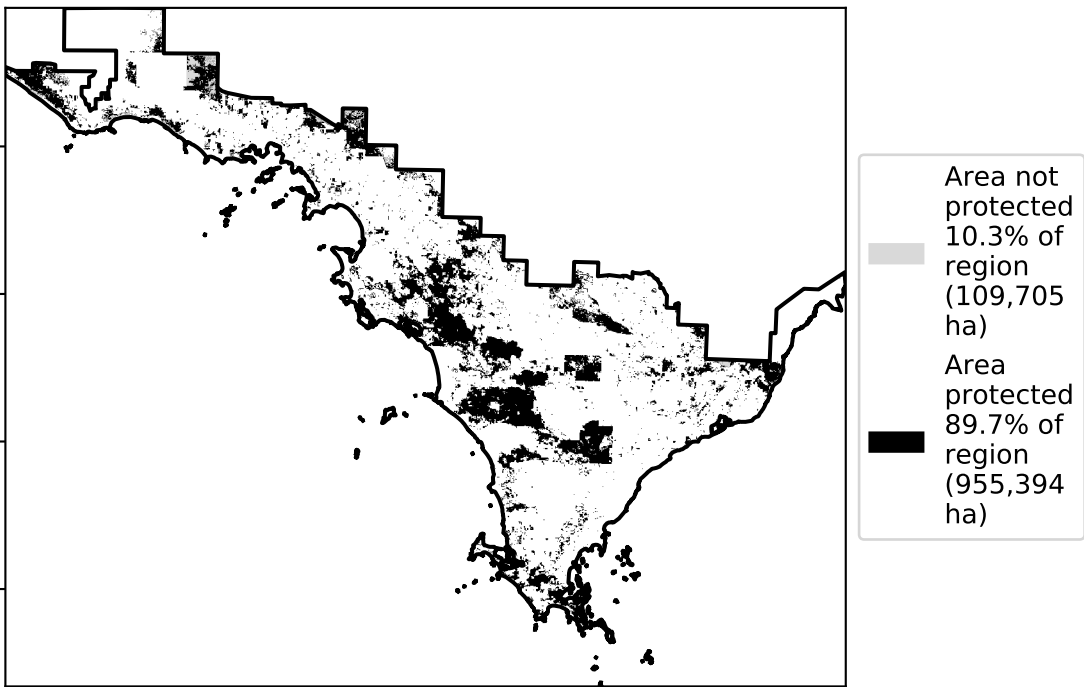 Area not
protected
10.3% of
region
(109,705
ha)
Area
protected
89.7% of
region
(955,394
ha)